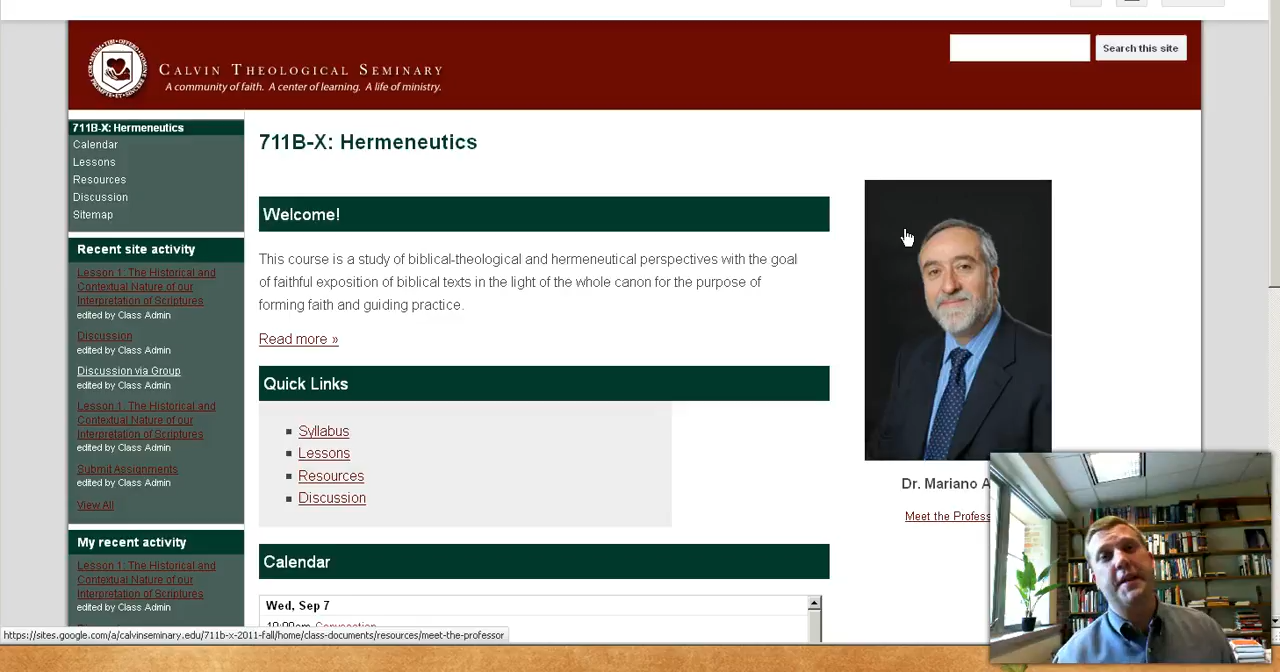 Search this site
CALVIN THEOLOGICAL SEMINARY
A community of faith. A center of learning. A life of ministry.
711B-X: Hermeneutics
Calendar
Lessons
Resources
Discussion
Sitemap
Recent site activity
Lesson 1: The Historical and
Contextual Nature of our
Interpretation of Scriptures
edited by Class Admin
Discussion
edited by Class Admin
Discussion via Group
edited by Class Admin
Lesson 1: The Historical and
Contextual Nature of our
Interpretation of Scriptures
edited by Class Admin
Submit Assignments
edited by Class Admin
View All
My recent activity
Lesson 1: The Historical and
Contextual Nature of our
Interpretation of Scriptures
edited by Class Admin
711B-X: Hermeneutics
Welcome!
This course is a study of biblical-theological and hermeneutical perspectives with the goal
of faithful exposition of biblical texts in the light of the whole canon for the purpose of
forming faith and guiding practice.
Read more »
Quick Links
Syllabus
Lessons
Resources
Discussion
Calendar
Wed, Sep 7
10:00am Convocation
Dr. Mariano A
Meet the Profess
https://sites.google.com/a/calvinseminary.edu/711b-x-2011-fall/home/class-documents/resources/meet-the-professor